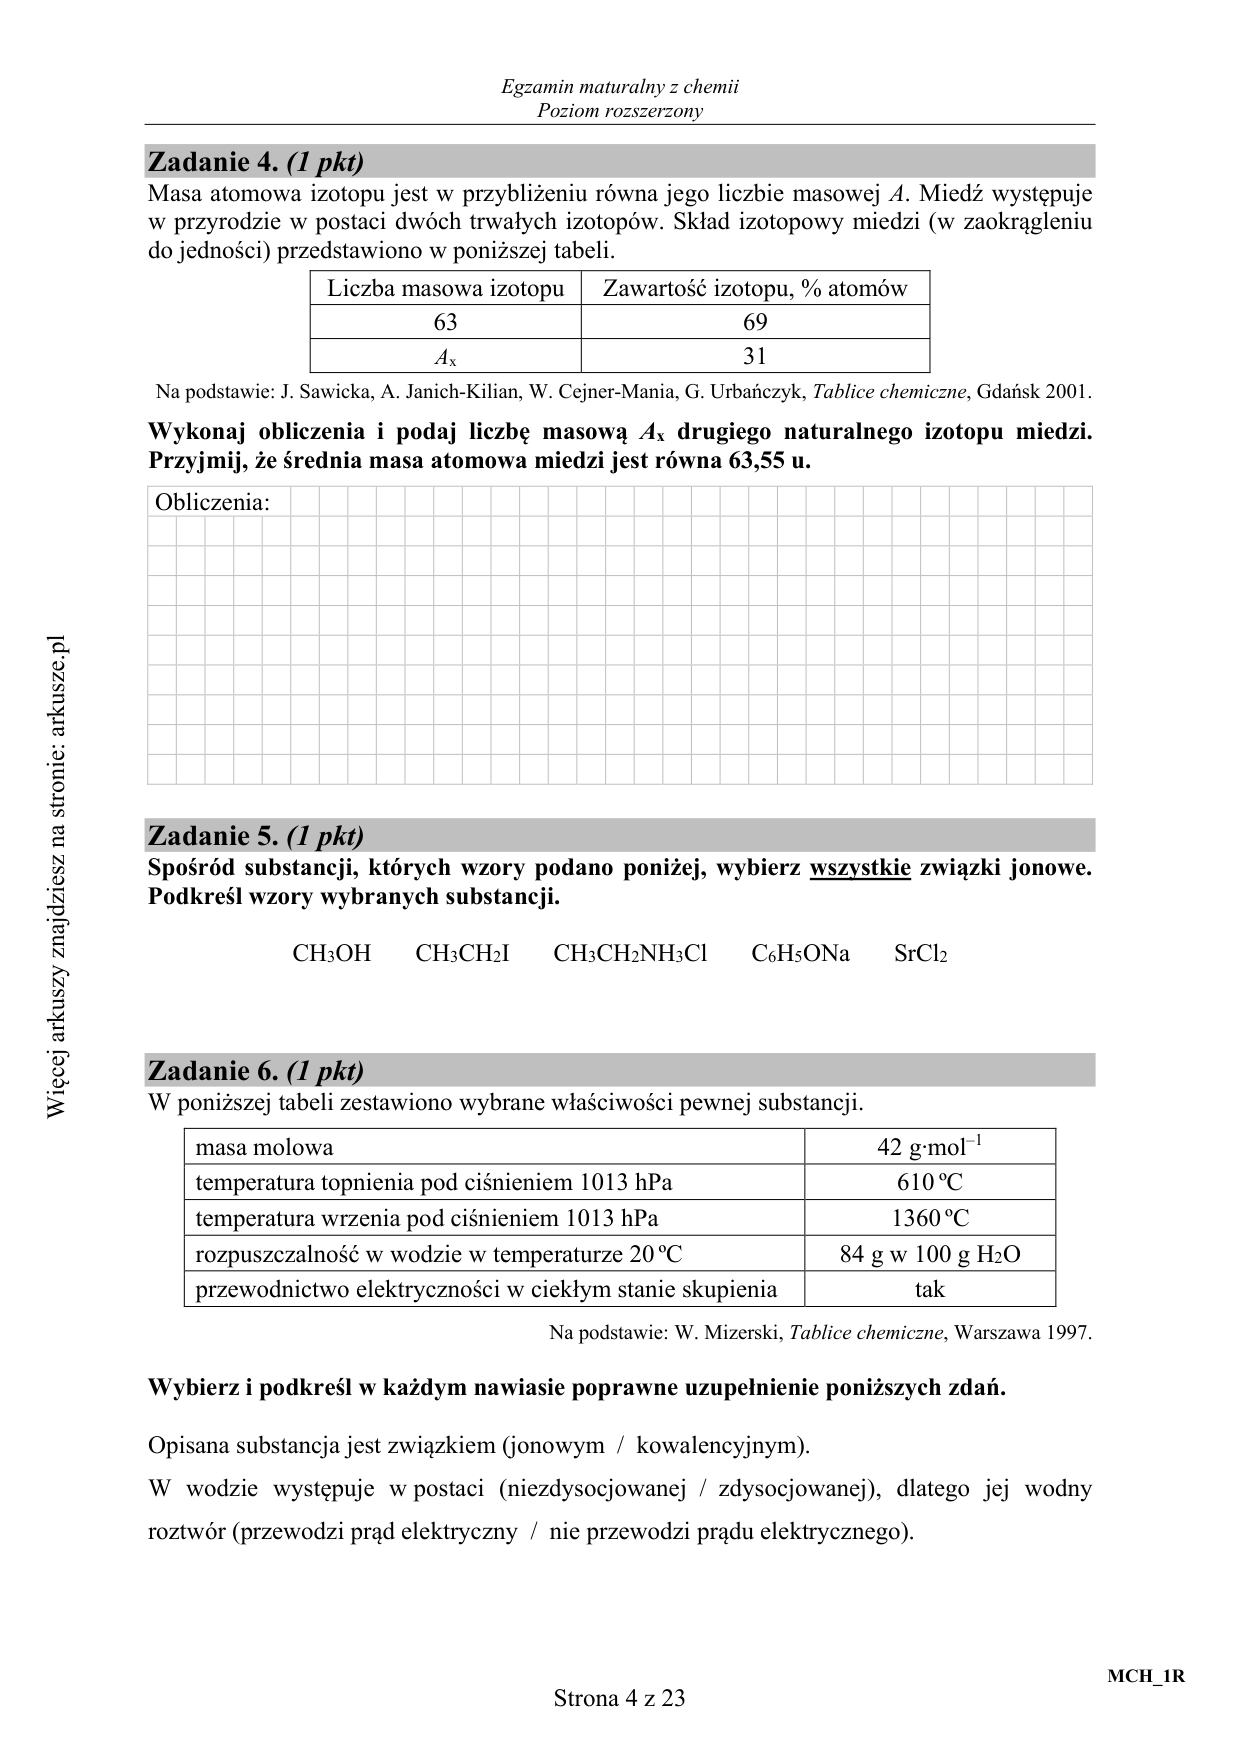 Egzamin maturalny z chemii
Poziom rozszerzony
Zadanie 4. (1 pkt)
Masa atomowa izotopu jest w przybliżeniu równa jego liczbie masowej A. Miedź występuje
w przyrodzie w postaci dwóch trwałych izotopów. Skład izotopowy miedzi (w zaokrągleniu
do jedności) przedstawiono w poniższej tabeli.
Liczba masowa izotopu Zawartość izotopu, % atomów
63 69
Aₓ 31
Na podstawie: J. Sawicka, A. Janich-Kilian, W. Cejner-Mania, G. Urbańczyk, Tablice chemiczne, Gdańsk 2001.
Wykonaj obliczenia i podaj liczbę masową Aₓ drugiego naturalnego izotopu miedzi.
Przyjmij, że średnia masa atomowa miedzi jest równa 63,55 u.
Obliczenia:
Zadanie 5. (1 pkt)
Spośród substancji, których wzory podano poniżej, wybierz wszystkie związki jonowe.
Podkreśl wzory wybranych substancji.
CH₃OH CH₃CH₂I CH₃CH₂NH₃Cl C₆H₅ONa SrCl₂
Zadanie 6. (1 pkt)
W poniższej tabeli zestawiono wybrane właściwości pewnej substancji.
masa molowa 42 g·mol⁻¹
temperatura topnienia pod ciśnieniem 1013 hPa 610 ºC
temperatura wrzenia pod ciśnieniem 1013 hPa 1360 ºC
rozpuszczalność w wodzie w temperaturze 20 ºC 84 g w 100 g H₂O
przewodnictwo elektryczności w ciekłym stanie skupienia tak
Na podstawie: W. Mizerski, Tablice chemiczne, Warszawa 1997.
Wybierz i podkreśl w każdym nawiasie poprawne uzupełnienie poniższych zdań.
Opisana substancja jest związkiem (jonowym / kowalencyjnym).
W wodzie występuje w postaci (niezdysocjowanej / zdysocjowanej), dlatego jej wodny
roztwór (przewodzi prąd elektryczny / nie przewodzi prądu elektrycznego).
Więcej arkuszy znajdziesz na stronie: arkusze.pl
MCH_1R
Strona 4 z 23